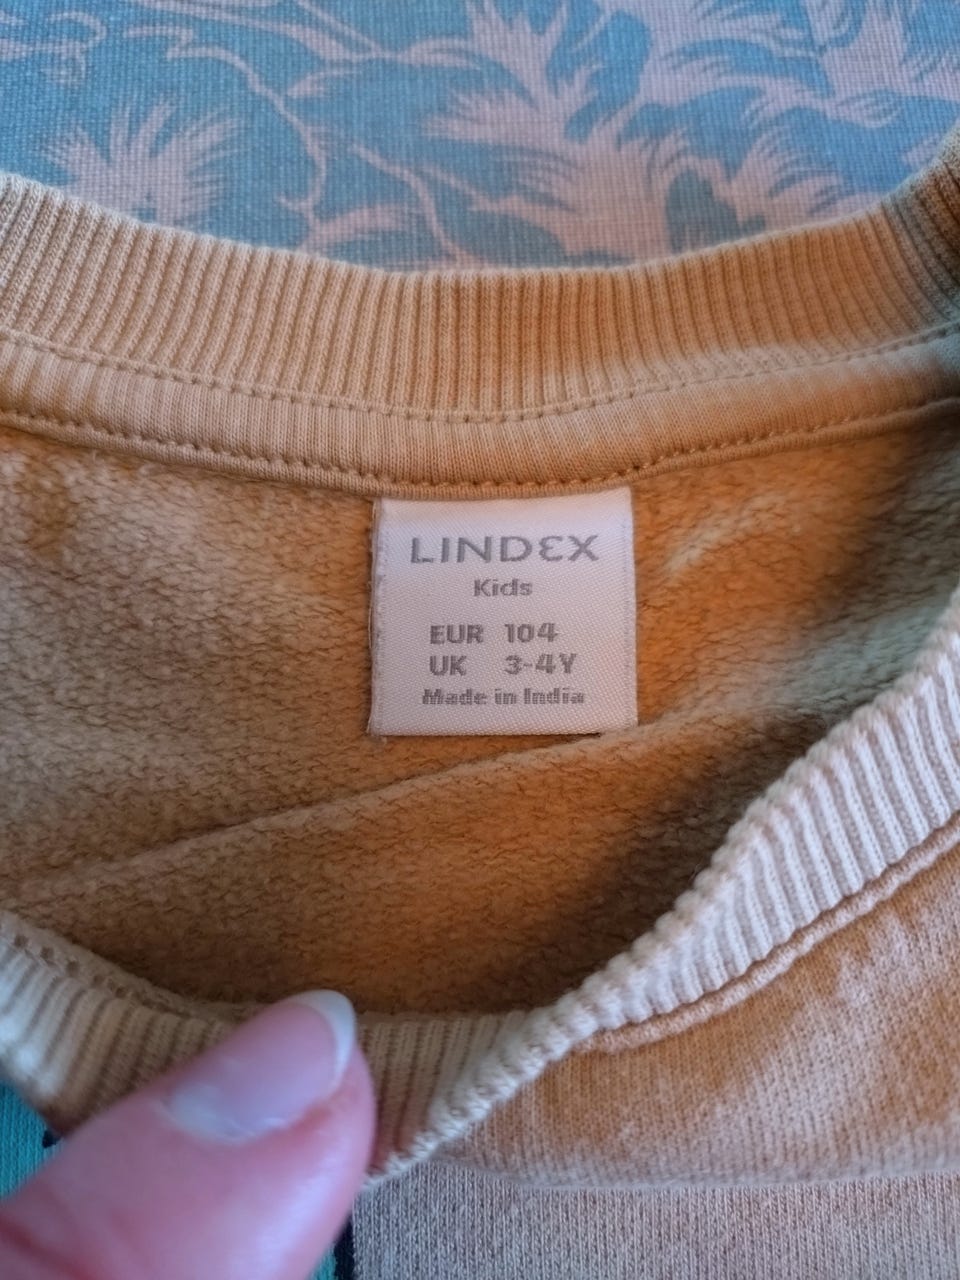 LINDEX
Kids
EUR 104
UK 3-4Y
Made in India